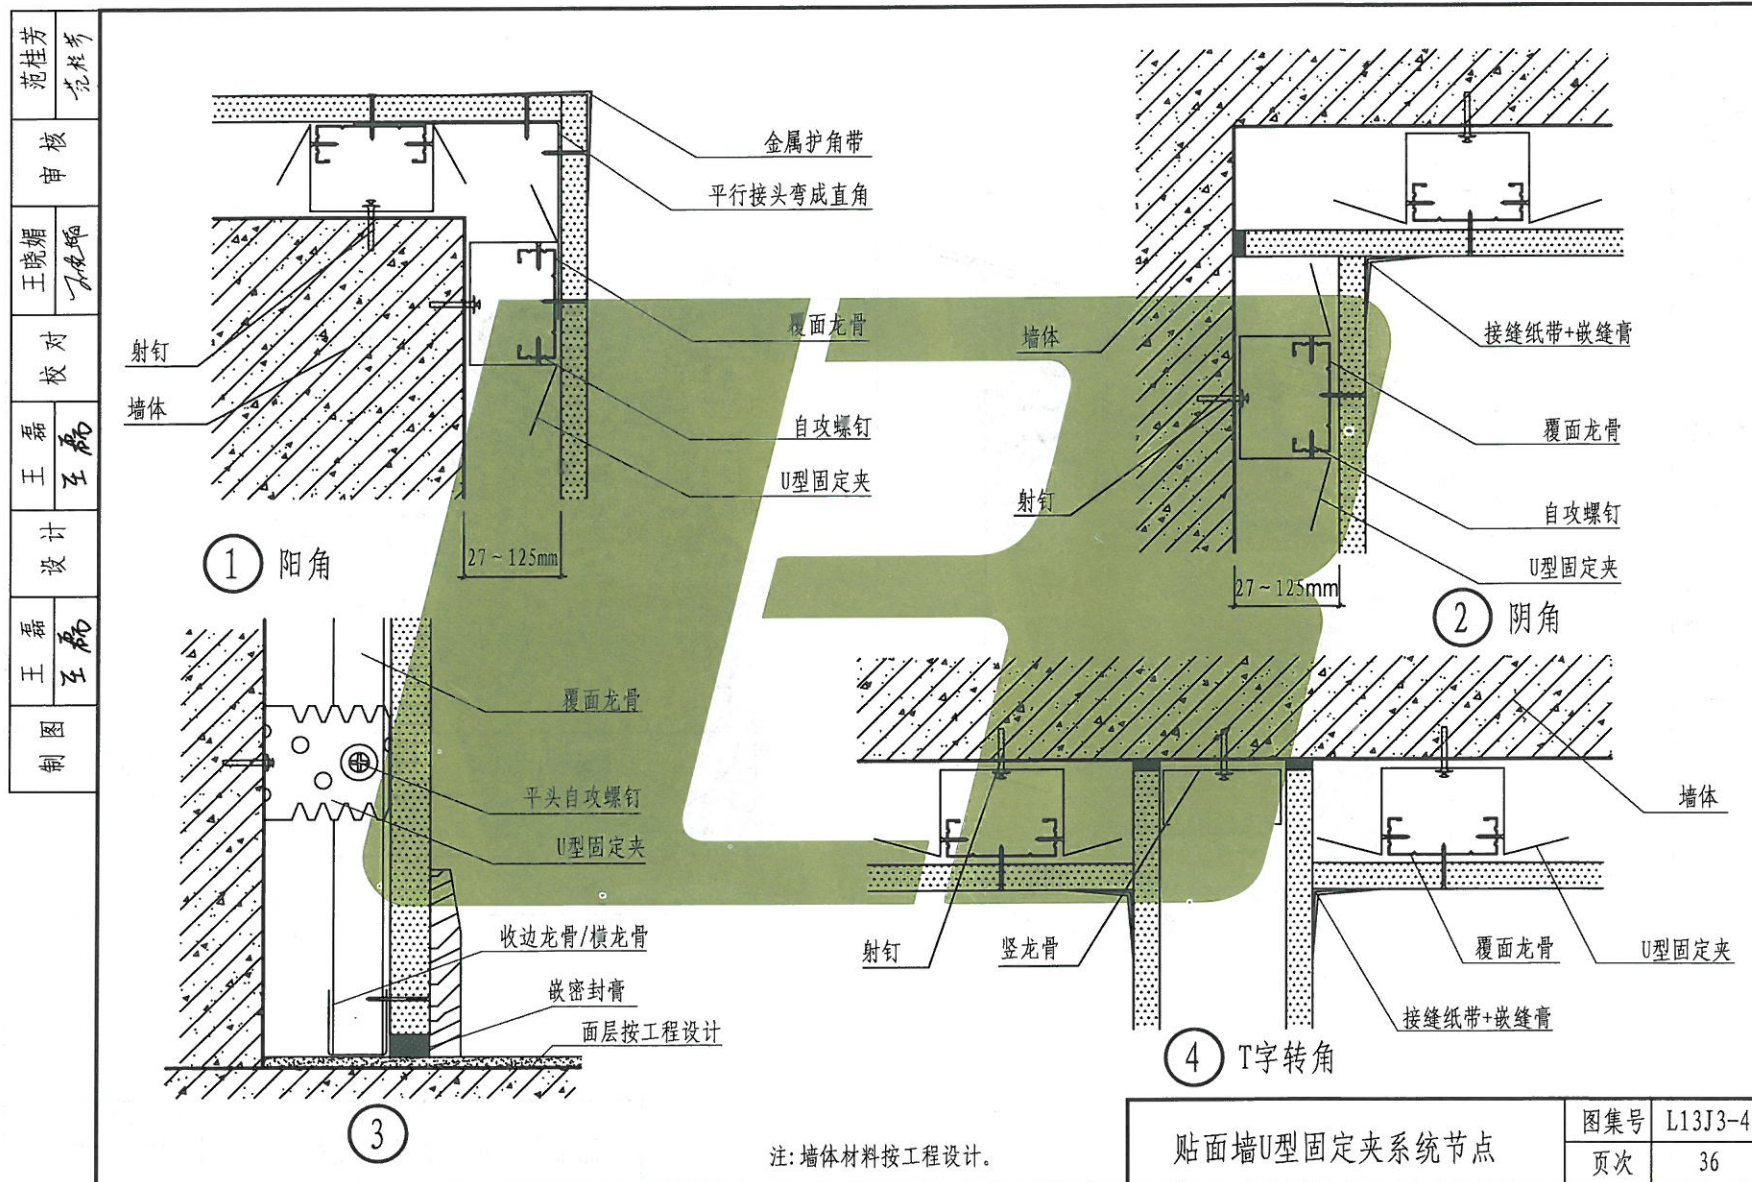 范桂芳
范桂芳
审核
王晓媚
校对
王磊
王磊
设计
王磊
王磊
制图
金属护角带
平行接头弯成直角
覆面龙骨
射钉
墙体
自攻螺钉
U型固定夹
27~125mm
1 阳角
墙体
接缝纸带+嵌缝膏
覆面龙骨
射钉
自攻螺钉
U型固定夹
27~125mm
2 阴角
覆面龙骨
平头自攻螺钉
U型固定夹
收边龙骨/横龙骨
嵌密封膏
面层按工程设计
3
墙体
射钉
竖龙骨
覆面龙骨
U型固定夹
接缝纸带+嵌缝膏
4 T字转角
注:墙体材料按工程设计。
贴面墙U型固定夹系统节点
图集号 L13J3-4
页次 36